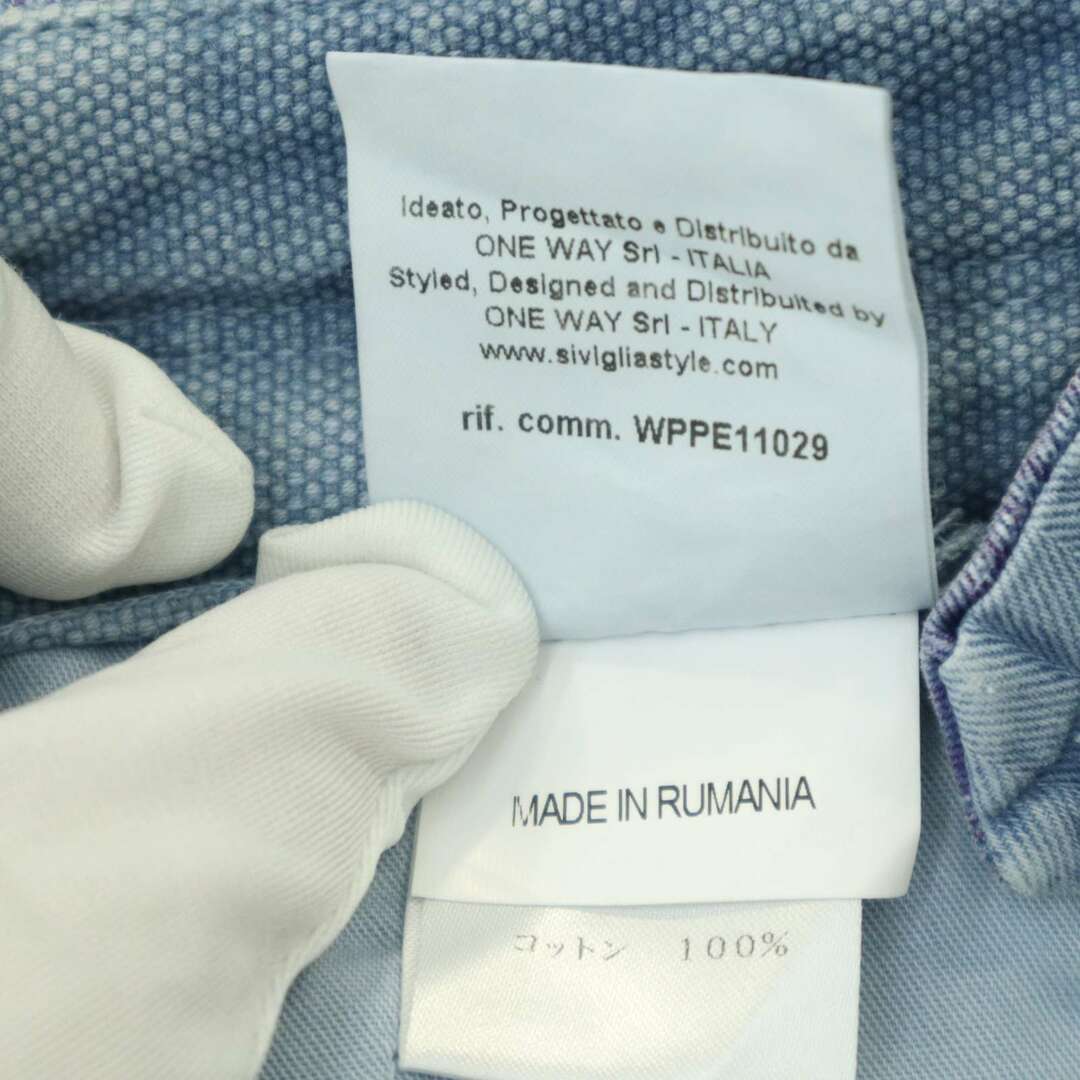 Ideato, Progettato e Distribuito da
ONE WAY Srl - ITALIA
Styled, Designed and Distribuited by
ONE WAY Srl - ITALY
www.sivigliastyle.com
rif. comm. WPPE11029
MADE IN RUMANIA
コットン 100%